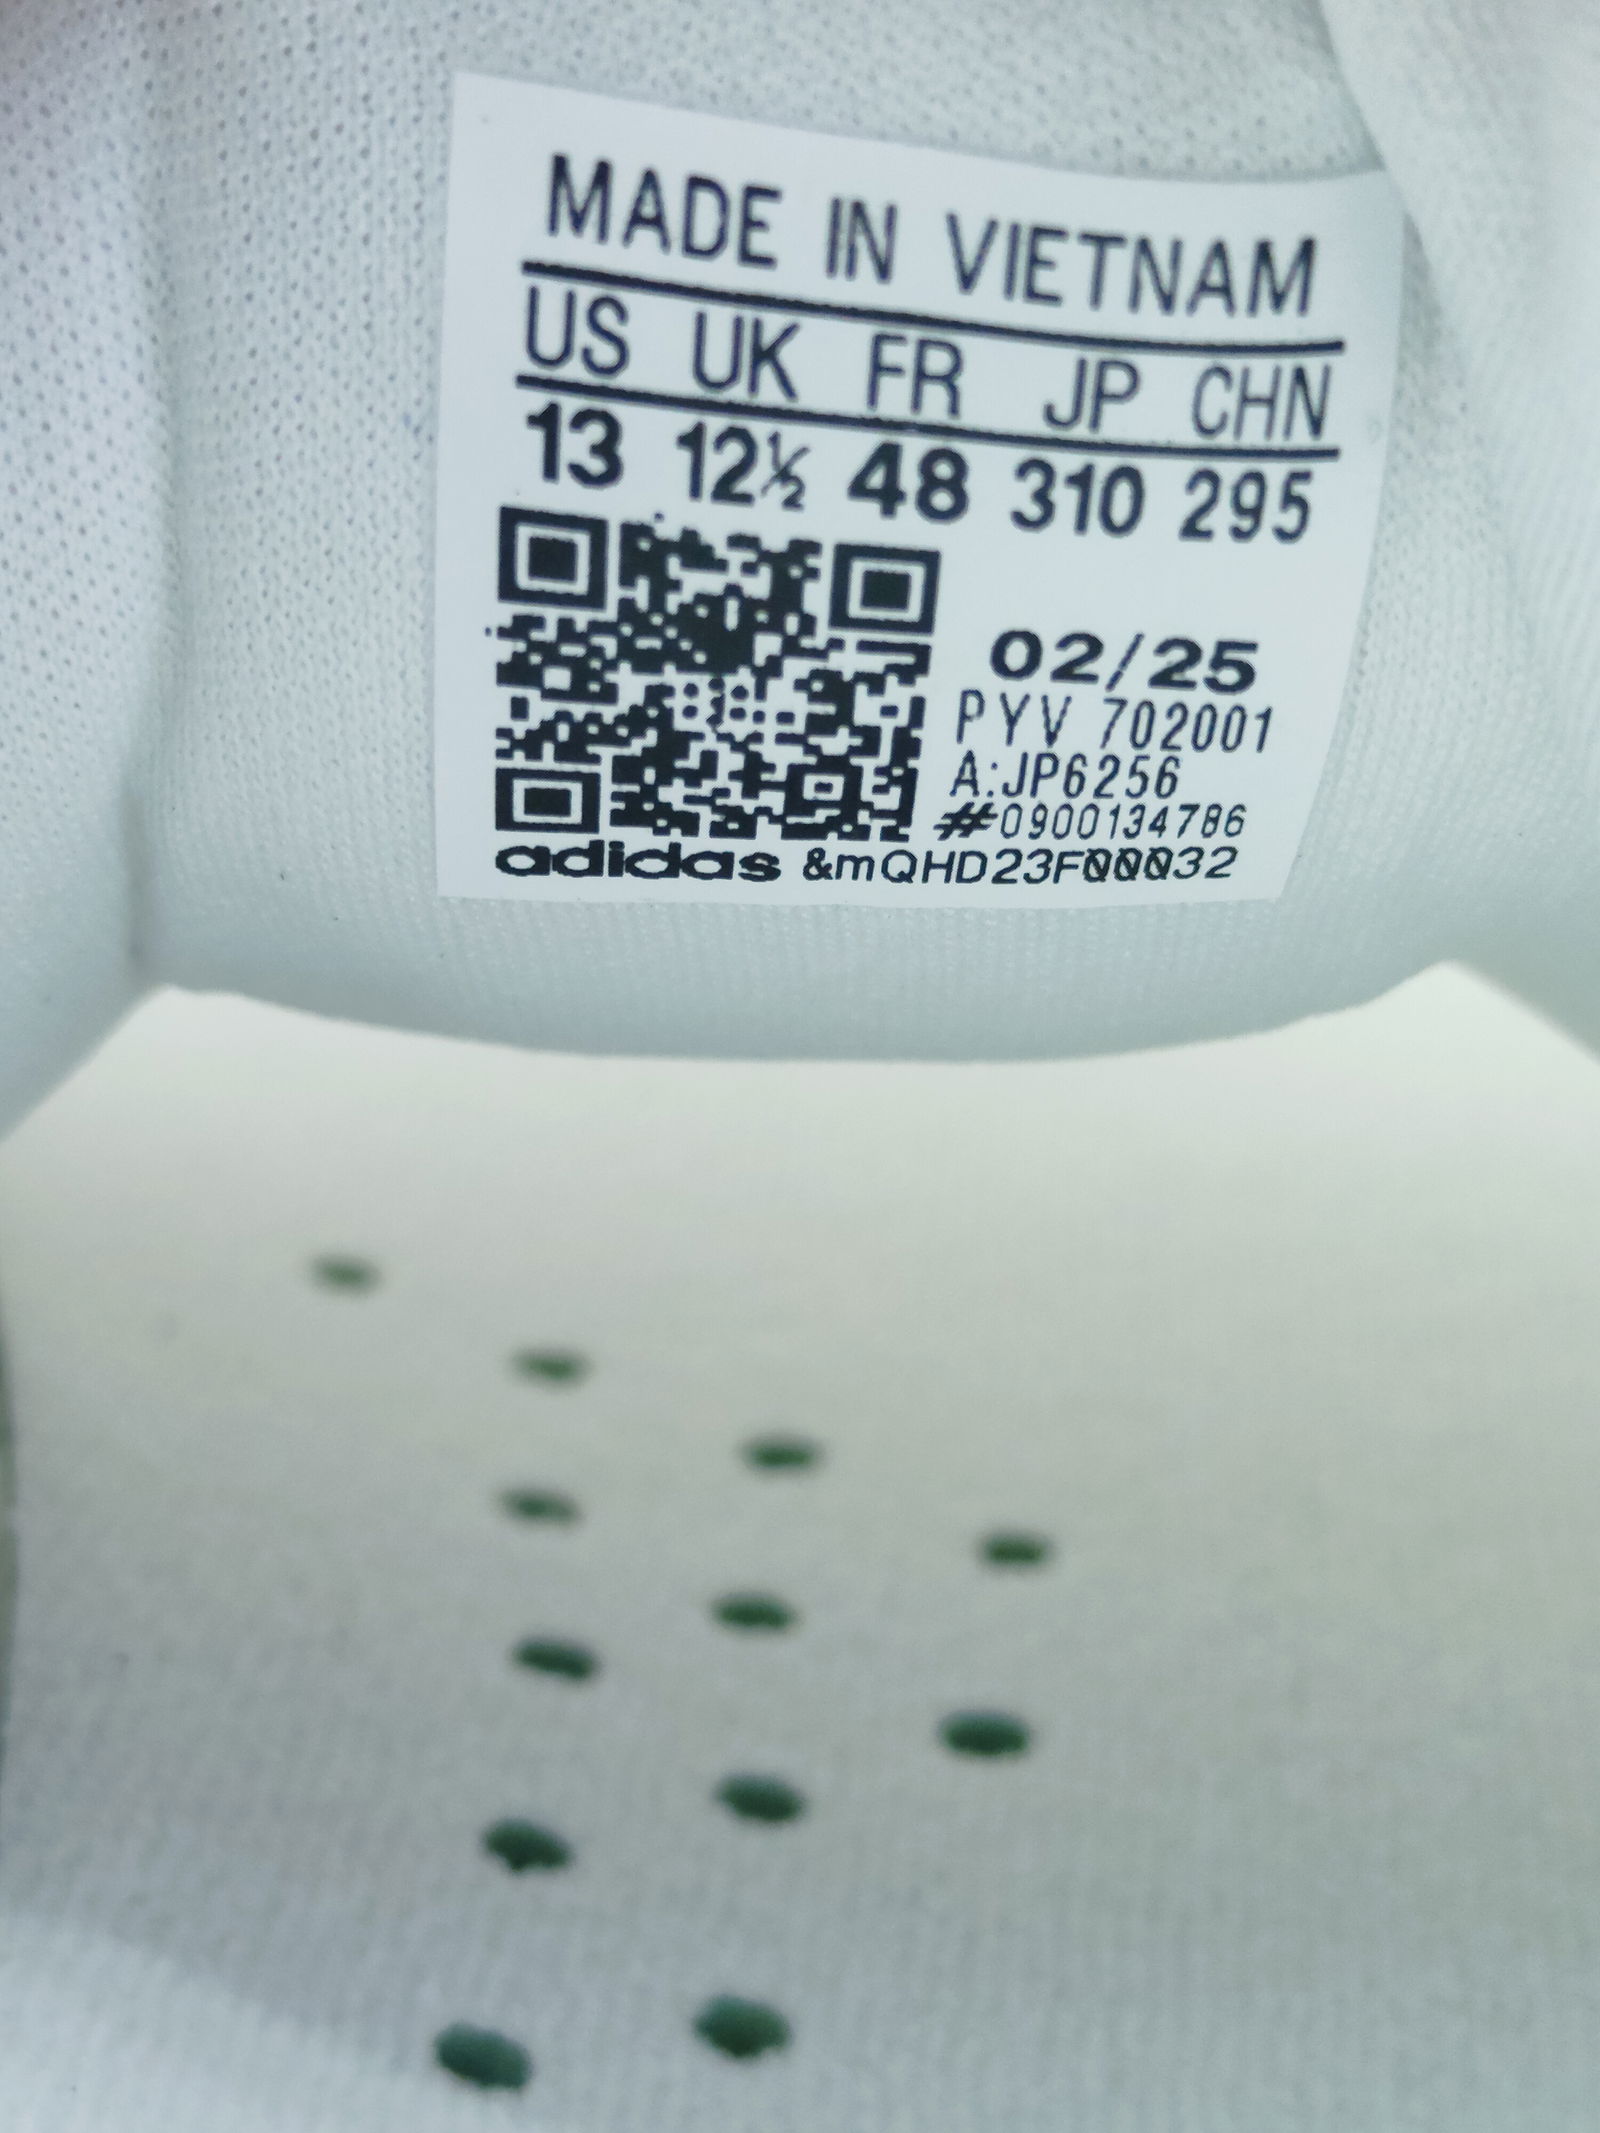 MADE IN VIETNAM
US UK FR JP CHN
13 12½ 48 310 295
02/25
PYV 702001
A:JP6256
#0900134786
adidas &mQHD23F00032